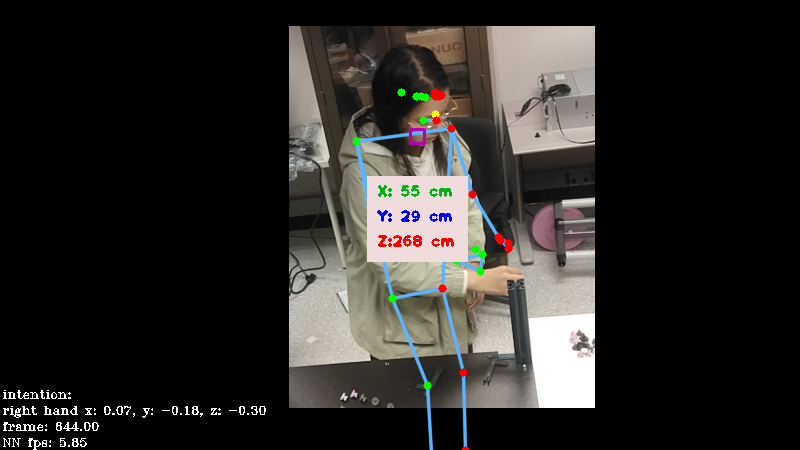 NUC
X: 55 cm
Y: 29 cm
Z:268 cm
intention:
right hand x: 0.07, y: −0.18, z: −0.30
frame: 644.00
NN fps: 5.85